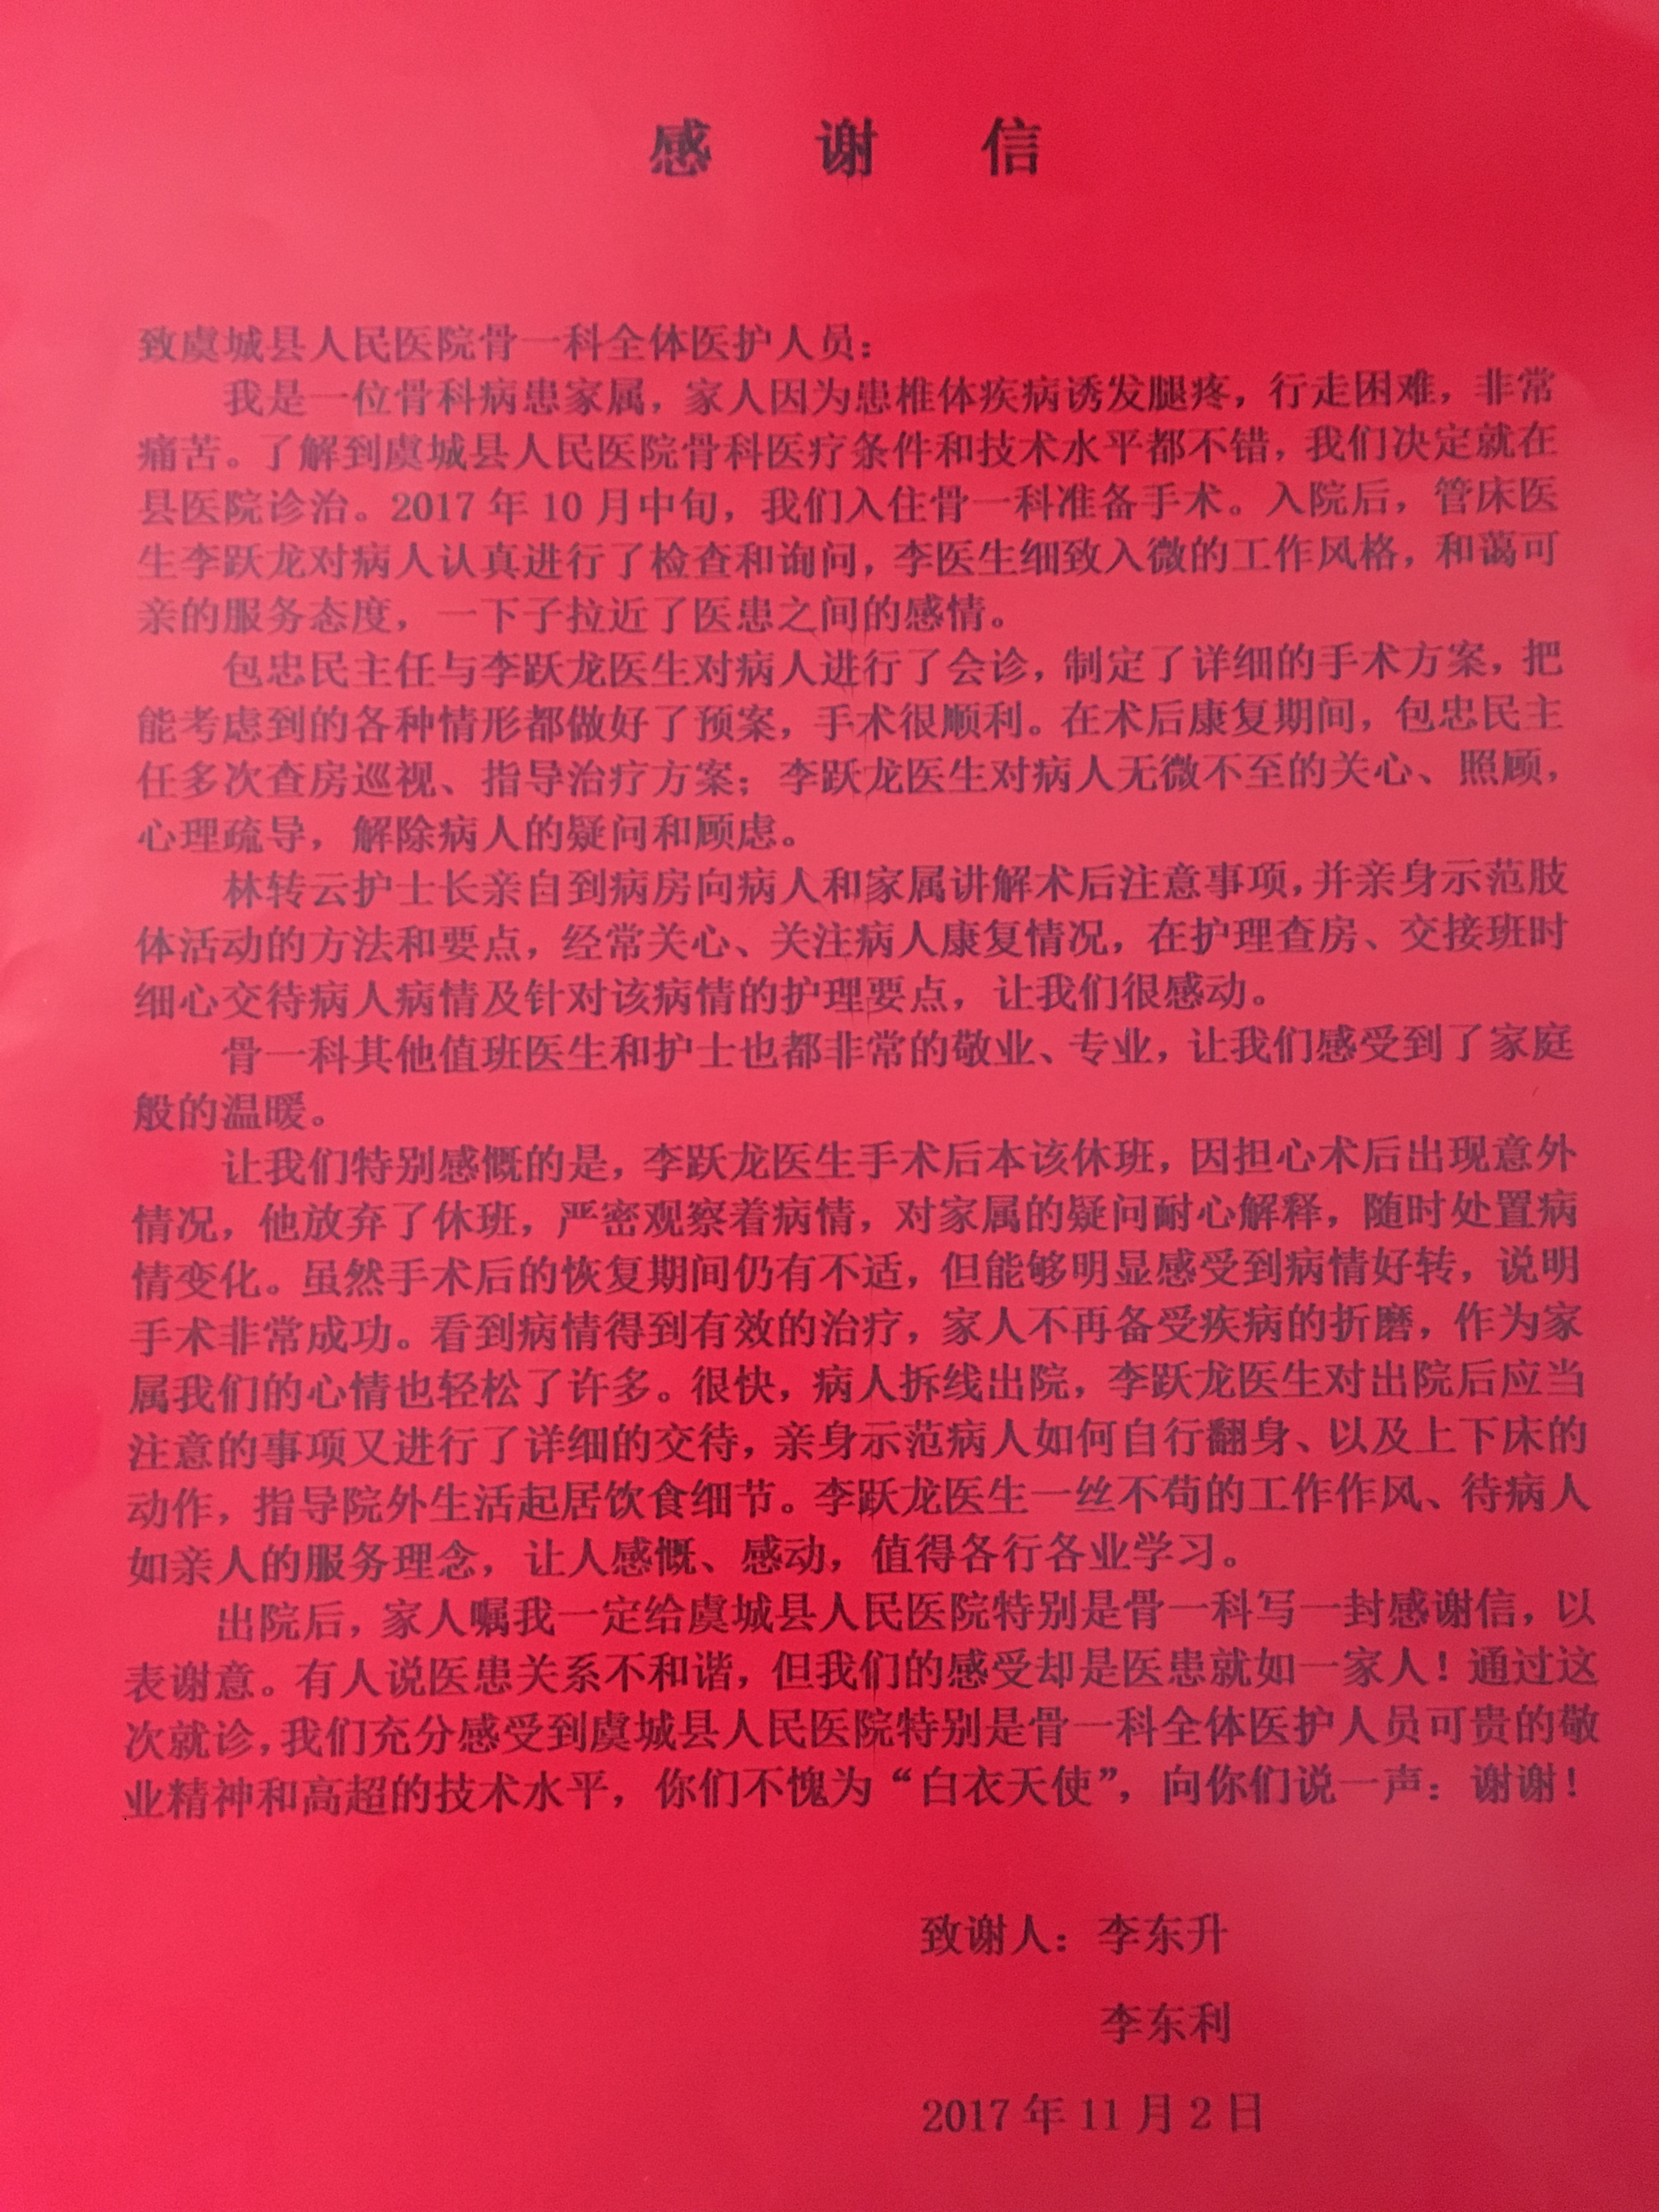 感 谢 信
致虞城县人民医院骨一科全体医护人员：
我是一位骨科病患家属，家人因为患椎体疾病诱发腿疼，行走困难，非常
痛苦。了解到虞城县人民医院骨科医疗条件和技术水平都不错，我们决定就在
县医院诊治。2017 年 10 月中旬，我们入住骨一科准备手术。入院后，管床医
生李跃龙对病人认真进行了检查和询问，李医生细致入微的工作风格，和蔼可
亲的服务态度，一下子拉近了医患之间的感情。
包忠民主任与李跃龙医生对病人进行了会诊，制定了详细的手术方案，把
能考虑到的各种情形都做好了预案，手术很顺利。在术后康复期间，包忠民主
任多次查房巡视、指导治疗方案；李跃龙医生对病人无微不至的关心、照顾，
心理疏导，解除病人的疑问和顾虑。
林转云护士长亲自到病房向病人和家属讲解术后注意事项，并亲身示范肢
体活动的方法和要点，经常关心、关注病人康复情况，在护理查房、交接班时
细心交待病人病情及针对该病情的护理要点，让我们很感动。
骨一科其他值班医生和护士也都非常的敬业、专业，让我们感受到了家庭
般的温暖。
让我们特别感慨的是，李跃龙医生手术后本该休班，因担心术后出现意外
情况，他放弃了休班，严密观察着病情，对家属的疑问耐心解释，随时处置病
情变化。虽然手术后的恢复期间仍有不适，但能够明显感受到病情好转，说明
手术非常成功。看到病情得到有效的治疗，家人不再备受疾病的折磨，作为家
属我们的心情也轻松了许多。很快，病人拆线出院，李跃龙医生对出院后应当
注意的事项又进行了详细的交待，亲身示范病人如何自行翻身、以及上下床的
动作，指导院外生活起居饮食细节。李跃龙医生一丝不苟的工作作风、待病人
如亲人的服务理念，让人感慨、感动，值得各行各业学习。
出院后，家人嘱我一定给虞城县人民医院特别是骨一科写一封感谢信，以
表谢意。有人说医患关系不和谐，但我们的感受却是医患就如一家人！通过这
次就诊，我们充分感受到虞城县人民医院特别是骨一科全体医护人员可贵的敬
业精神和高超的技术水平，你们不愧为“白衣天使”，向你们说一声：谢谢！
致谢人：李东升
李东利
2017 年 11 月 2 日